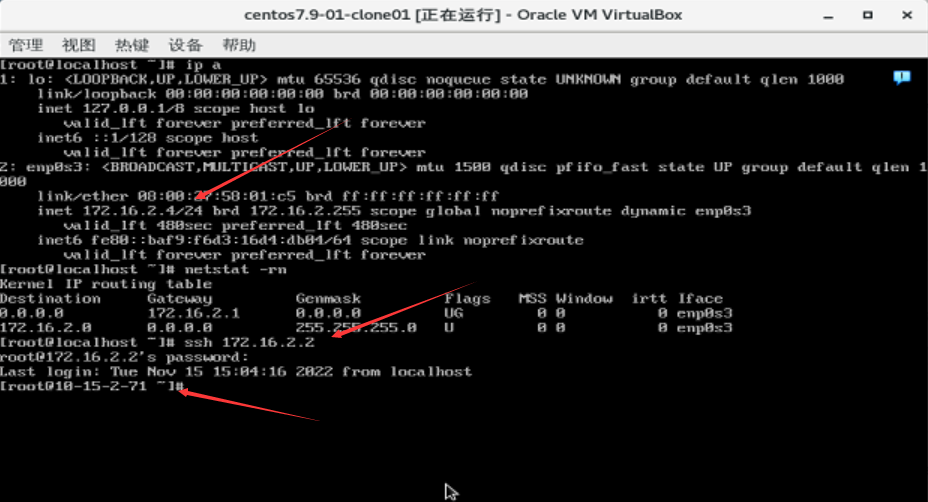 centos7.9-01-clone01 [正在运行] - Oracle VM VirtualBox
管理 视图 热键 设备 帮助
[root@localhost ~]# ip a
1: lo: <LOOPBACK,UP,LOWER_UP> mtu 65536 qdisc noqueue state UNKNOWN group default qlen 1000
link/loopback 00:00:00:00:00:00 brd 00:00:00:00:00:00
inet 127.0.0.1/8 scope host lo
valid_lft forever preferred_lft forever
inet6 ::1/128 scope host
valid_lft forever preferred_lft forever
2: enp0s3: <BROADCAST,MULTICAST,UP,LOWER_UP> mtu 1500 qdisc pfifo_fast state UP group default qlen 1
000
link/ether 08:00:27:58:01:c5 brd ff:ff:ff:ff:ff:ff
inet 172.16.2.4/24 brd 172.16.2.255 scope global noprefixroute dynamic enp0s3
valid_lft 480sec preferred_lft 480sec
inet6 fe80::baf9:f6d3:16d4:db04/64 scope link noprefixroute
valid_lft forever preferred_lft forever
[root@localhost ~]# netstat -rn
Kernel IP routing table
Destination Gateway Genmask Flags MSS Window irtt Iface
0.0.0.0 172.16.2.1 0.0.0.0 UG 0 0 0 enp0s3
172.16.2.0 0.0.0.0 255.255.255.0 U 0 0 0 enp0s3
[root@localhost ~]# ssh 172.16.2.2
root@172.16.2.2's password:
Last login: Tue Nov 15 15:04:16 2022 from localhost
[root@10-15-2-71 ~]#